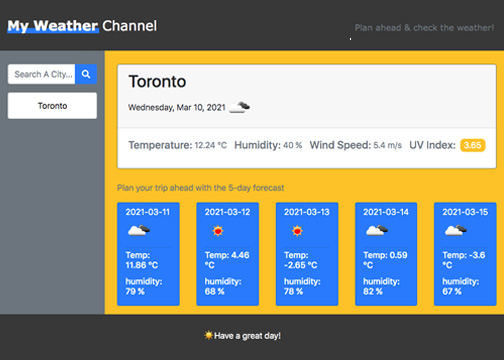 My Weather Channel
Plan ahead & check the weather!
Search A City...
Toronto
Toronto
Wednesday, Mar 10, 2021
Temperature: 12.24 °C Humidity: 40 % Wind Speed: 5.4 m/s UV Index: 3.65
Plan your trip ahead with the 5-day forecast
2021-03-11
Temp:
11.86 °C
humidity:
79 %
2021-03-12
Temp: 4.46
°C
humidity:
68 %
2021-03-13
Temp:
-2.65 °C
humidity:
78 %
2021-03-14
Temp: 0.59
°C
humidity:
82 %
2021-03-15
Temp: -3.6
°C
humidity:
67 %
Have a great day!